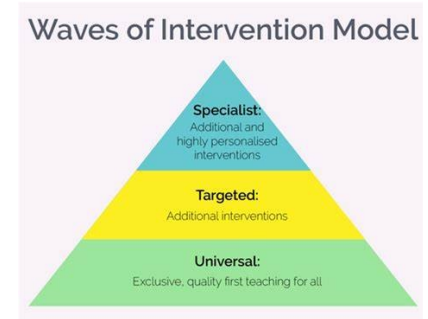 Waves of Intervention Model
Specialist:
Additional and
highly personalised
interventions
Targeted:
Additional interventions
Universal:
Exclusive, quality first teaching for all